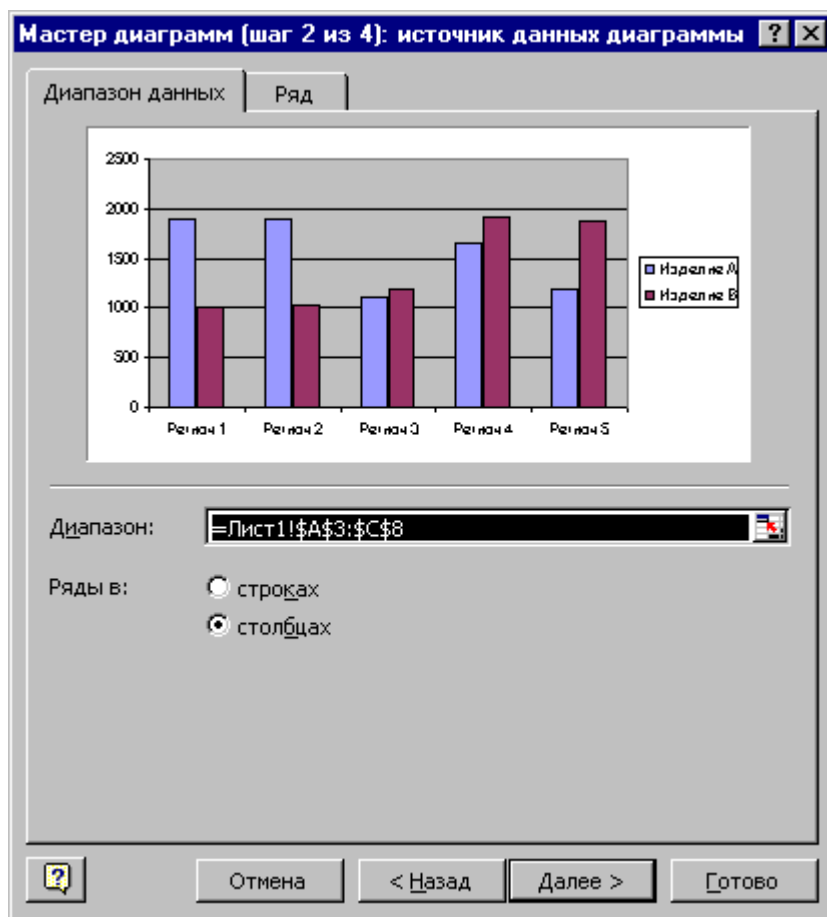 Мастер диаграмм (шаг 2 из 4): источник данных диаграммы
Диапазон данных
Ряд
2500
2000
1500
1000
500
0
Изделие А
Изделие В
Регион 1 Регион 2 Регион 3 Регион 4 Регион 5
Диапазон: =Лист1!$A$3:$C$8
Ряды в: строках
столбцах
Отмена < Назад Далее > Готово